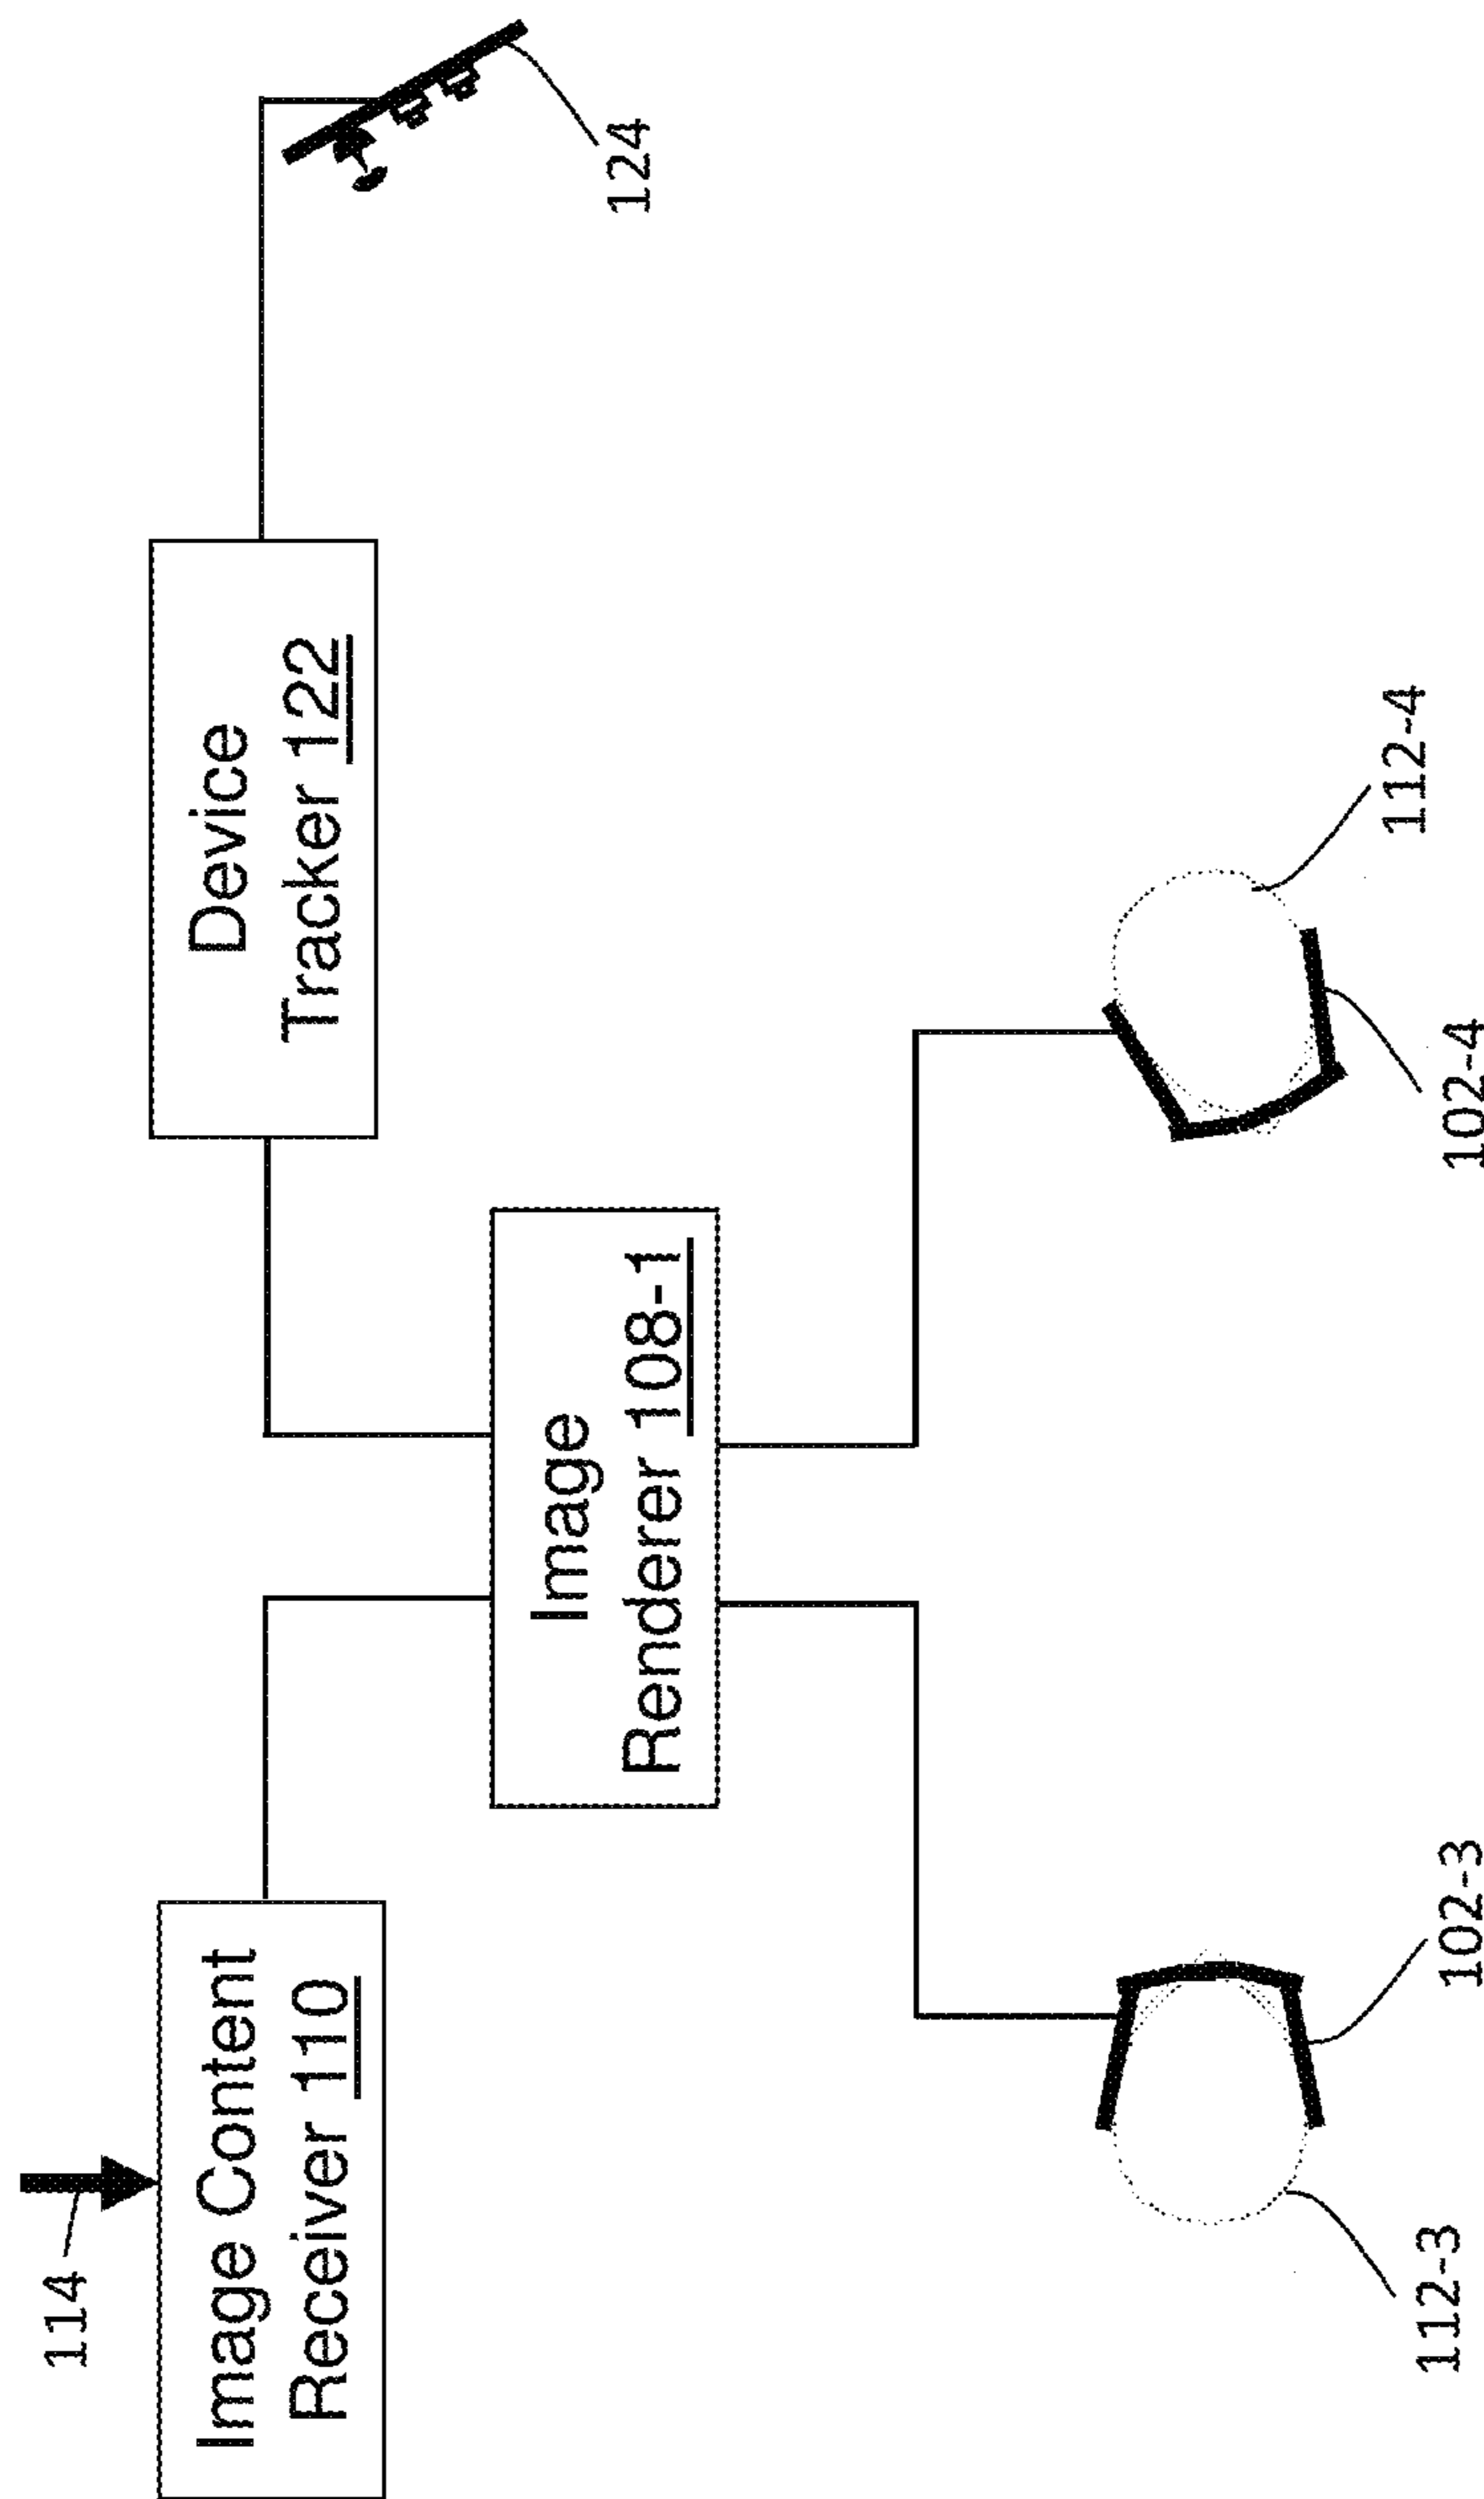 114
Image Content
Receiver 110
Device
Tracker 122
124
Image
Renderer 108-1
112-3
102-3
102-4
112-4